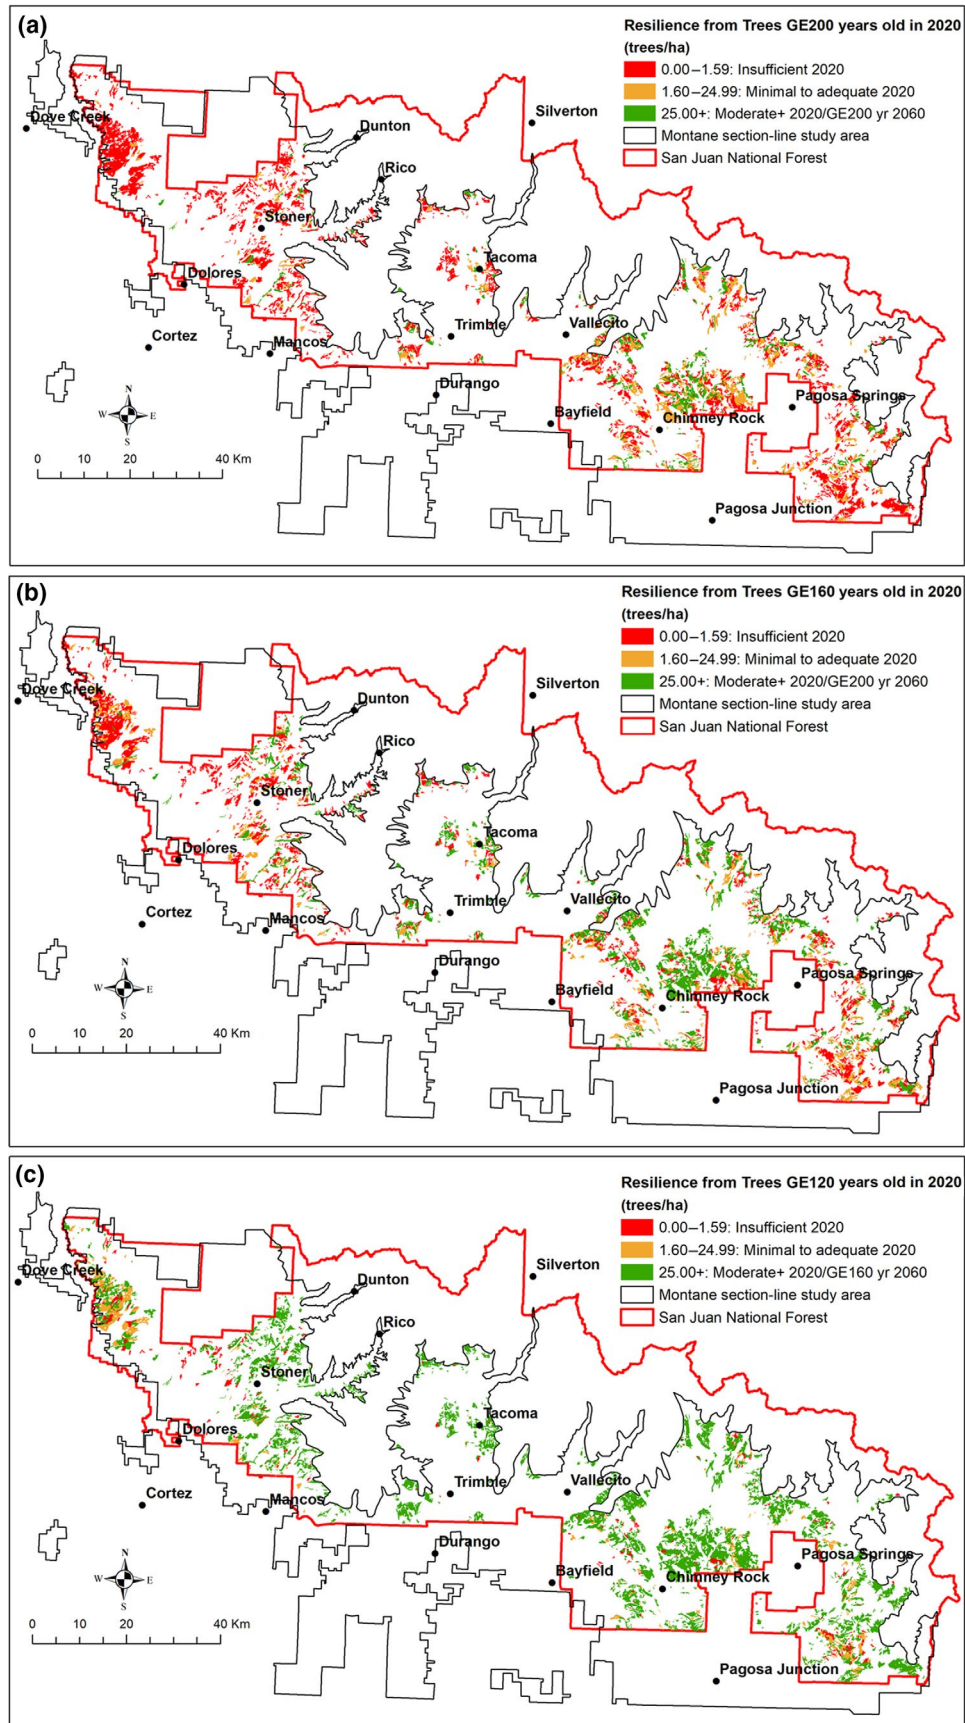 (a)
Resilience from Trees GE200 years old in 2020
(trees/ha)
0.00–1.59: Insufficient 2020
1.60–24.99: Minimal to adequate 2020
25.00+: Moderate+ 2020/GE200 yr 2060
Montane section-line study area
San Juan National Forest
Silverton
Dove Creek
Dunton
Rico
Stoner
Tacoma
Dolores
Cortez
Mancos
Trimble
Vallecito
Durango
Bayfield
Chimney Rock
Pagosa Springs
Pagosa Junction
N
W E
S
0 10 20 40 Km
(b)
Resilience from Trees GE160 years old in 2020
(trees/ha)
0.00–1.59: Insufficient 2020
1.60–24.99: Minimal to adequate 2020
25.00+: Moderate+ 2020/GE200 yr 2060
Montane section-line study area
San Juan National Forest
Silverton
Dove Creek
Dunton
Rico
Stoner
Tacoma
Dolores
Cortez
Mancos
Trimble
Vallecito
Durango
Bayfield
Chimney Rock
Pagosa Springs
Pagosa Junction
N
W E
S
0 10 20 40 Km
(c)
Resilience from Trees GE120 years old in 2020
(trees/ha)
0.00–1.59: Insufficient 2020
1.60–24.99: Minimal to adequate 2020
25.00+: Moderate+ 2020/GE160 yr 2060
Montane section-line study area
San Juan National Forest
Silverton
Dove Creek
Dunton
Rico
Stoner
Tacoma
Dolores
Cortez
Mancos
Trimble
Vallecito
Durango
Bayfield
Chimney Rock
Pagosa Springs
Pagosa Junction
N
W E
S
0 10 20 40 Km